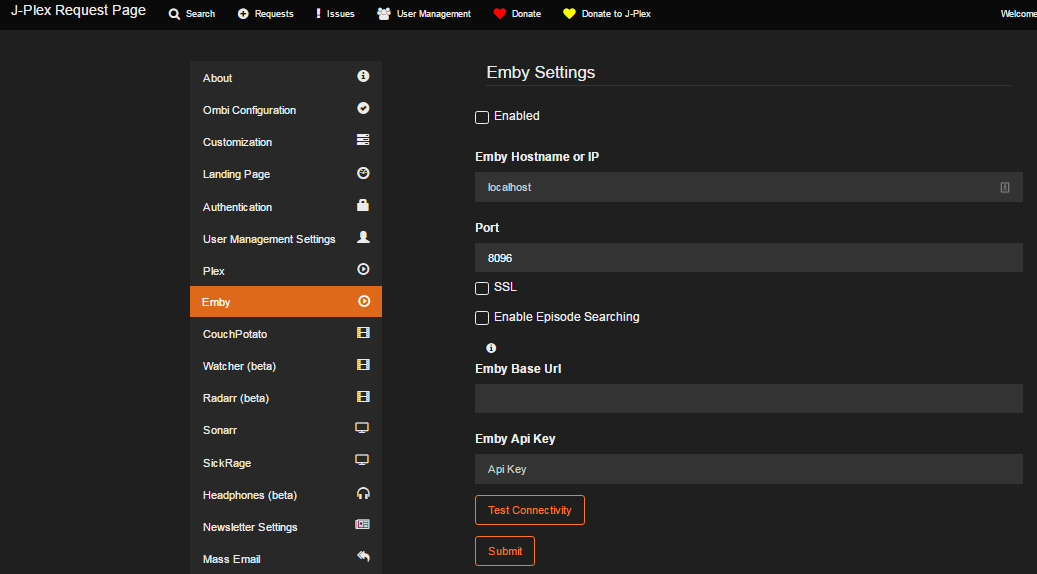 J-Plex Request Page Search Requests Issues User Management Donate Donate to J-Plex Welcome
About
Ombi Configuration
Customization
Landing Page
Authentication
User Management Settings
Plex
Emby
CouchPotato
Watcher (beta)
Radarr (beta)
Sonarr
SickRage
Headphones (beta)
Newsletter Settings
Mass Email
Emby Settings
Enabled
Emby Hostname or IP
localhost
Port
8096
SSL
Enable Episode Searching
Emby Base Url
Emby Api Key
Api Key
Test Connectivity
Submit